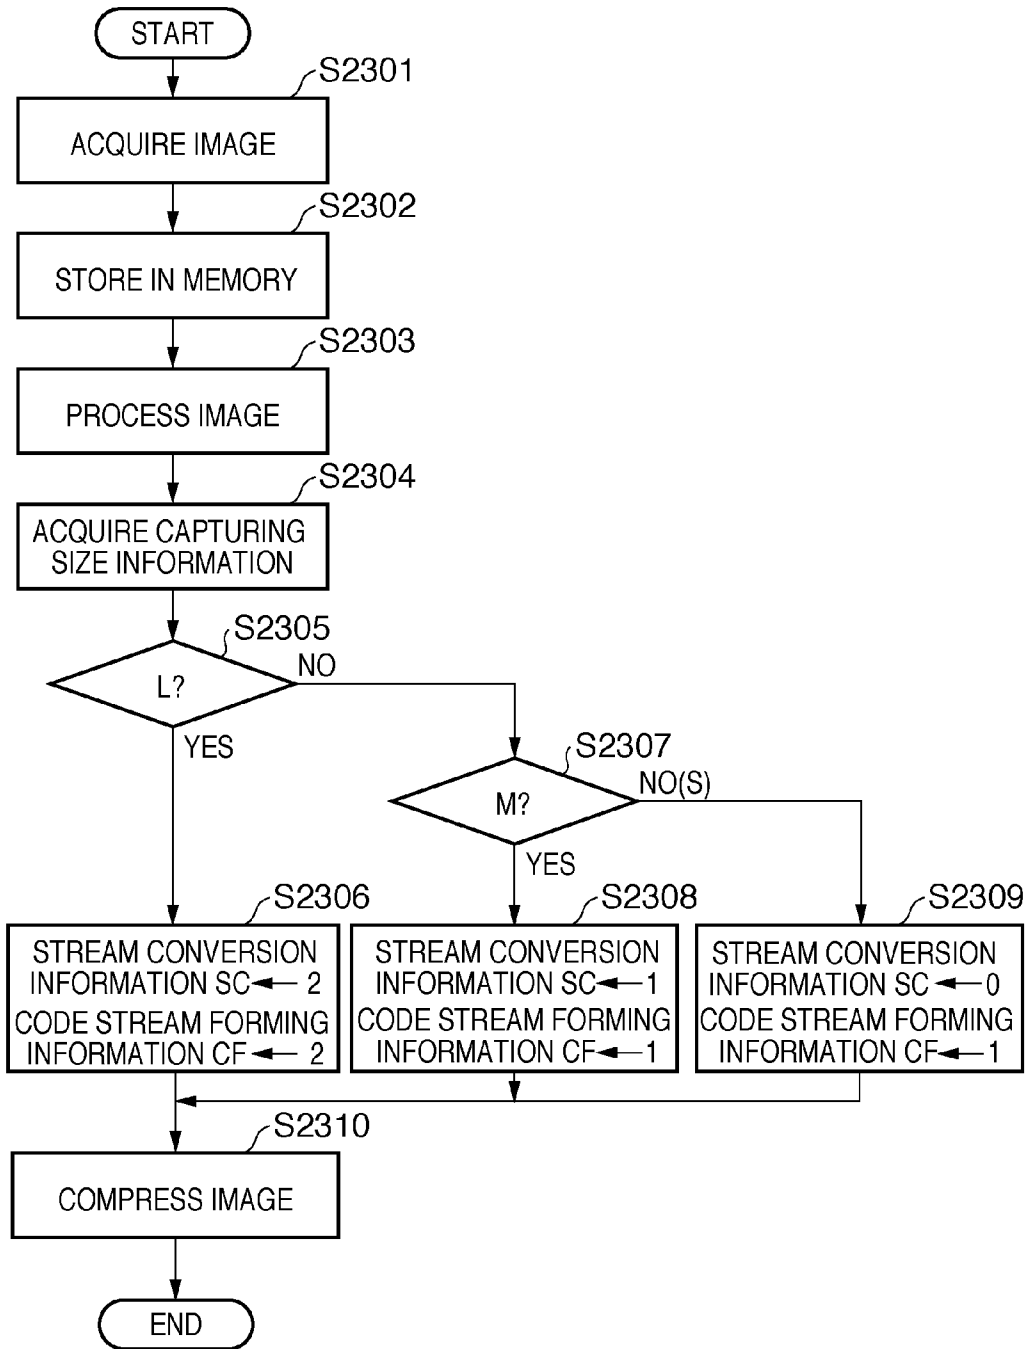 START
S2301
ACQUIRE IMAGE
S2302
STORE IN MEMORY
S2303
PROCESS IMAGE
S2304
ACQUIRE CAPTURING
SIZE INFORMATION
S2305
L?
NO
YES
S2307
M?
NO(S)
YES
S2306
STREAM CONVERSION
INFORMATION SC←2
CODE STREAM FORMING
INFORMATION CF←2
S2308
STREAM CONVERSION
INFORMATION SC←1
CODE STREAM FORMING
INFORMATION CF←1
S2309
STREAM CONVERSION
INFORMATION SC←0
CODE STREAM FORMING
INFORMATION CF←1
S2310
COMPRESS IMAGE
END